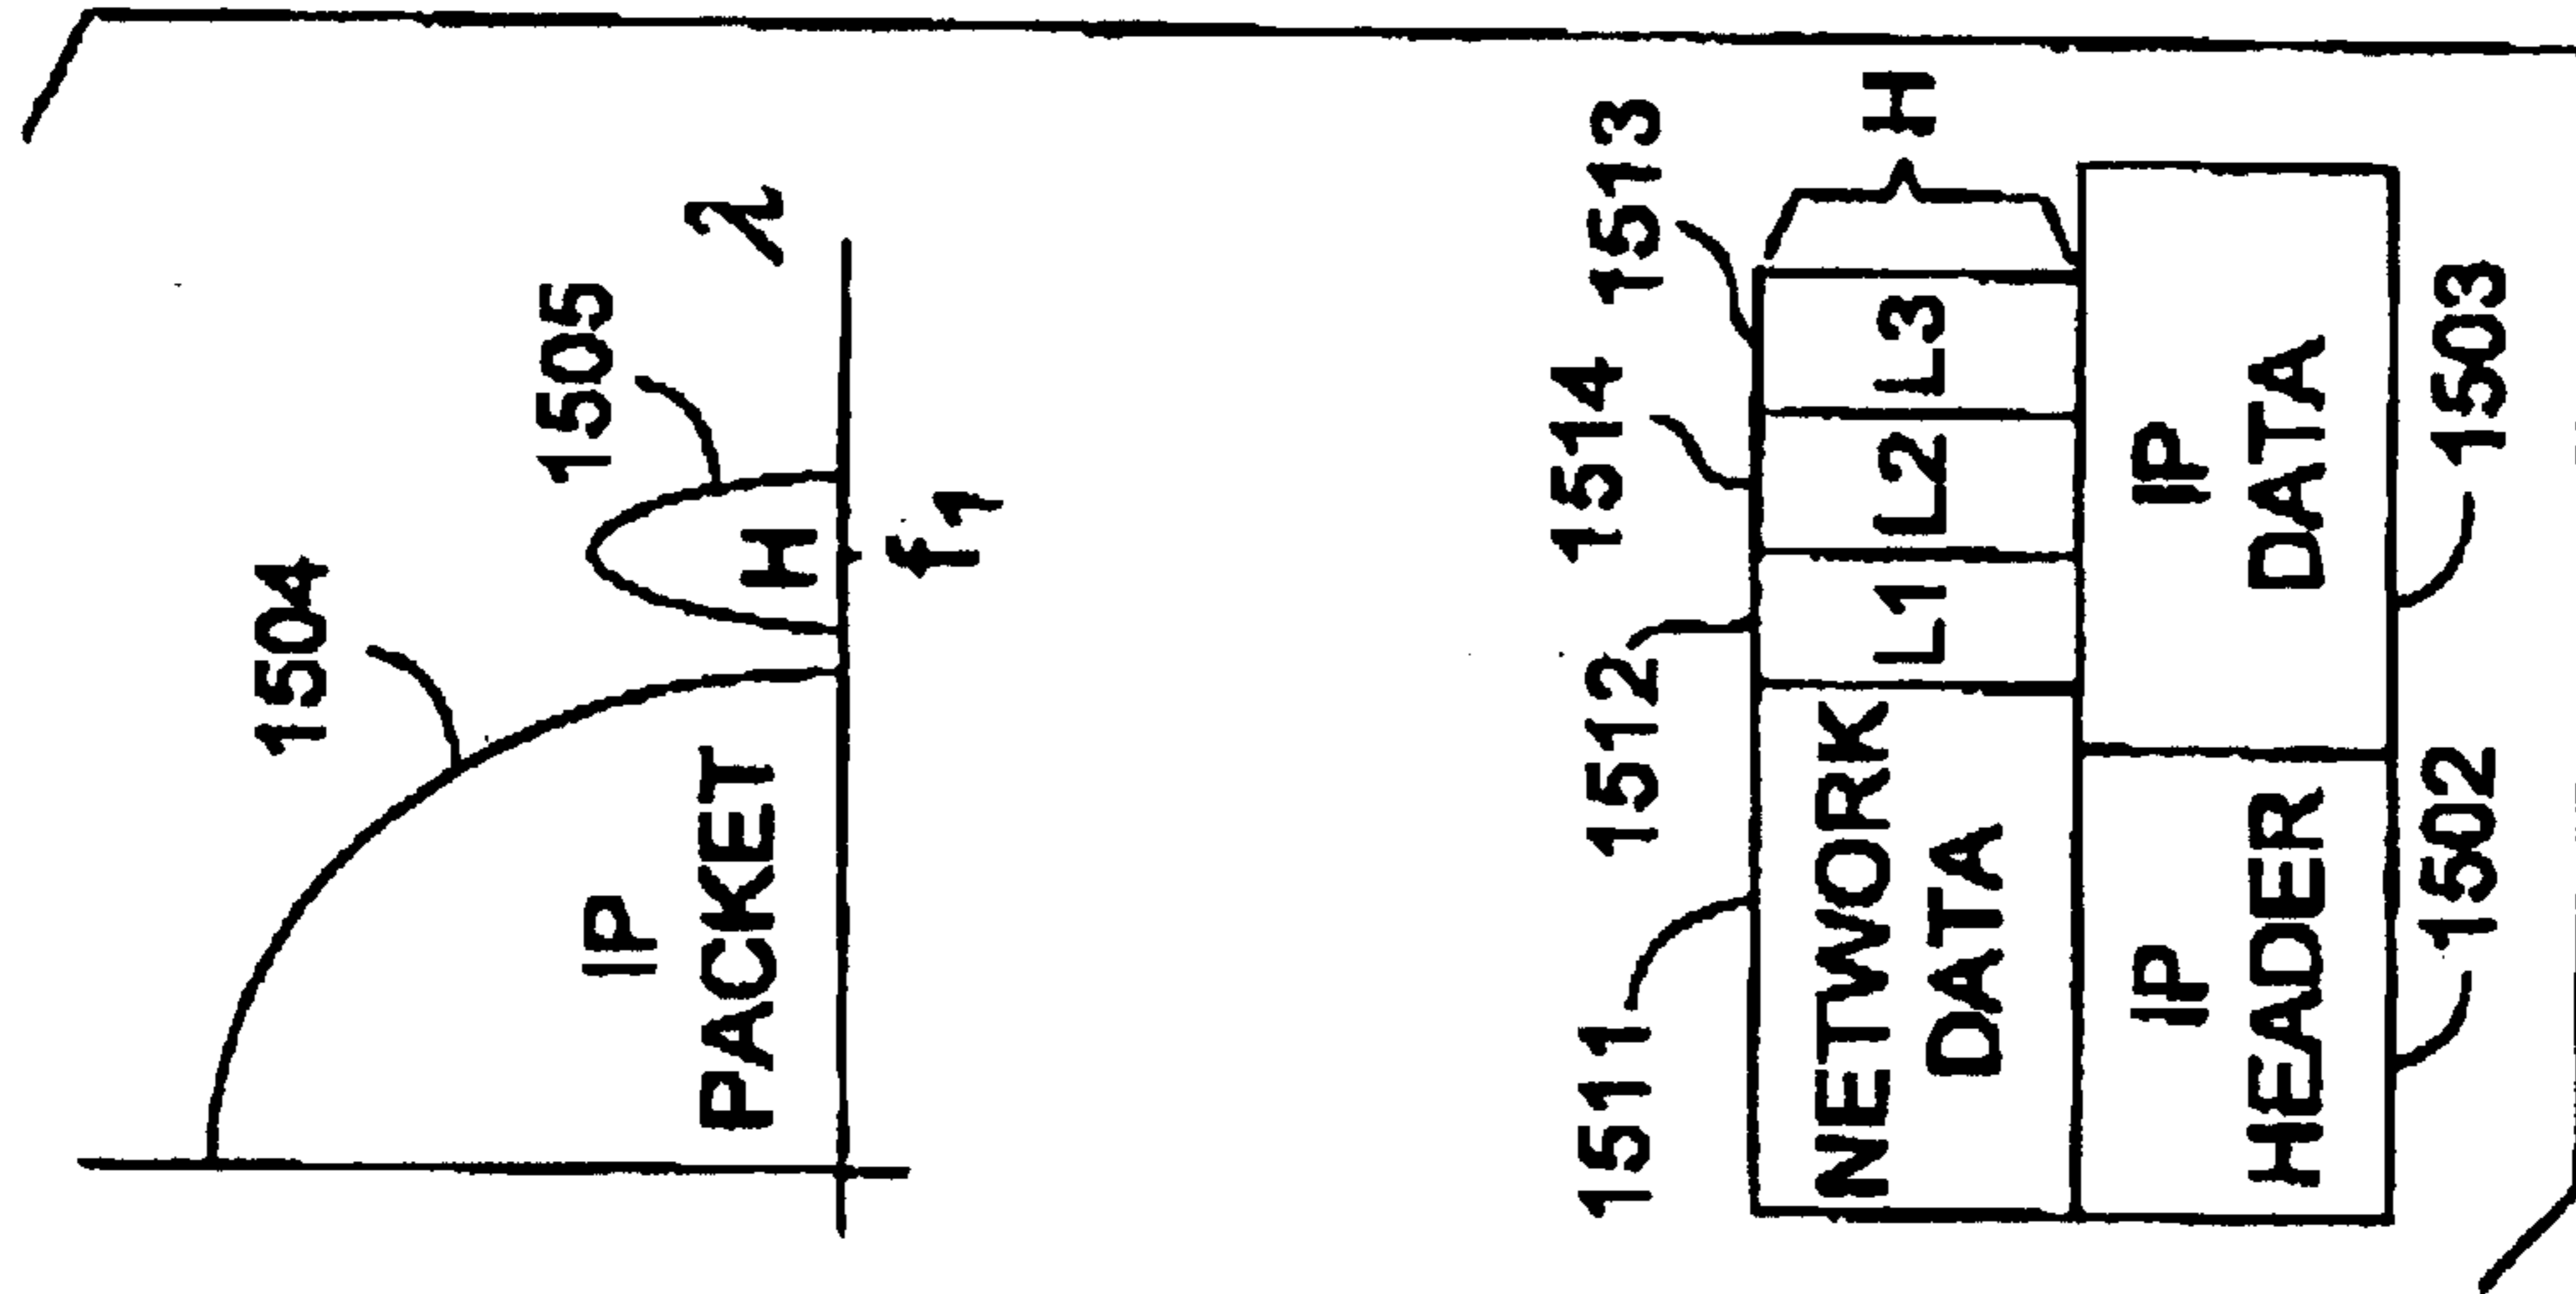 1504
1505
IP
PACKET
H
λ
f1
1511
1512
1514
1513
NETWORK
DATA
L1
L2
L3
H
IP
HEADER
IP
DATA
1502
1503